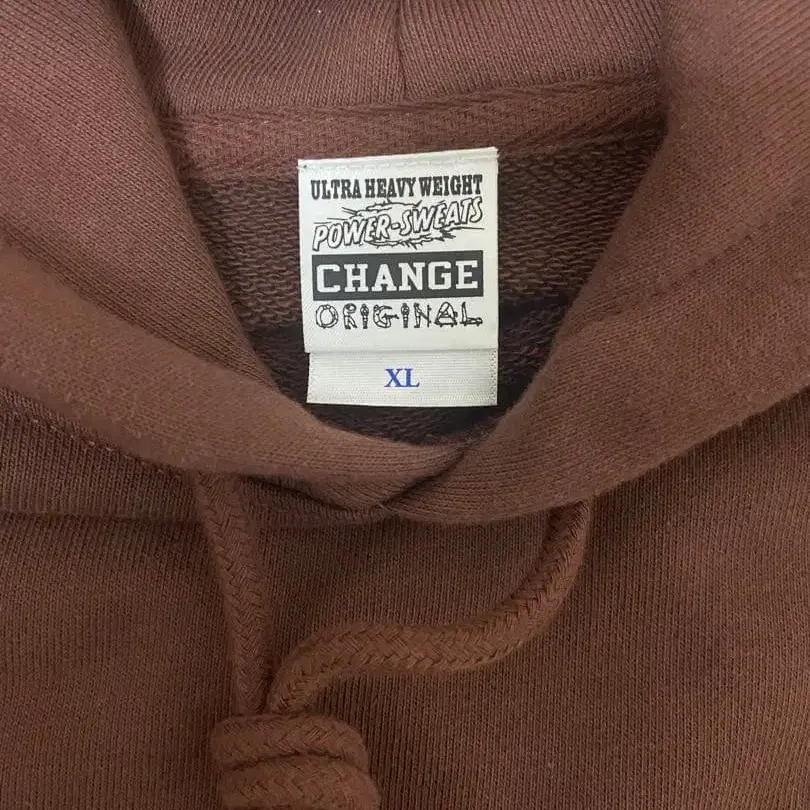 ULTRA HEAVY WEIGHT
POWER-SWEATS
CHANGE
ORIGINAL
XL